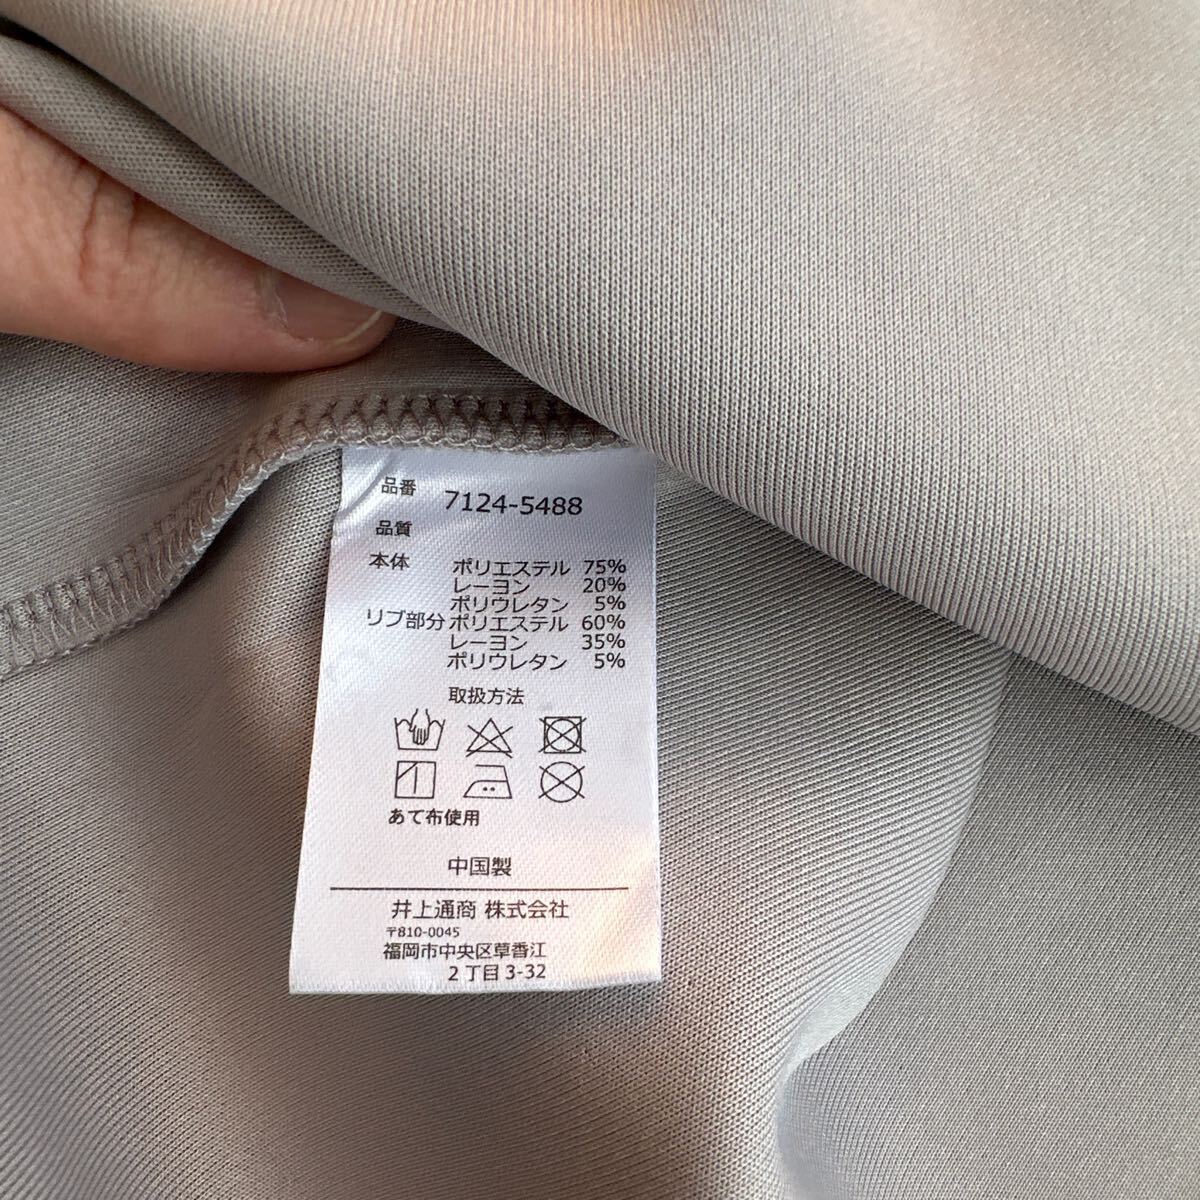 品番 7124-5488
品質
本体 ポリエステル 75%
レーヨン 20%
ポリウレタン 5%
リブ部分 ポリエステル 60%
レーヨン 35%
ポリウレタン 5%
取扱方法
あて布使用
中国製
井上通商 株式会社
〒810-0045
福岡市中央区草香江
2丁目3-32